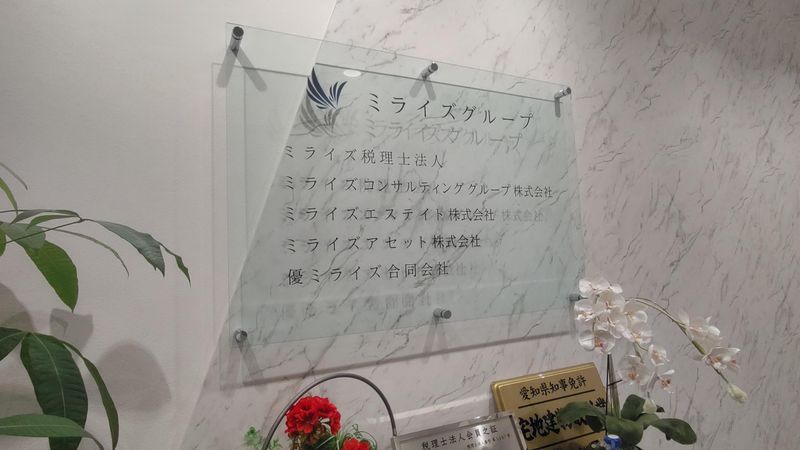 ミライズグループ
ミライズ税理士法人
ミライズコンサルティンググループ株式会社
ミライズエステイト株式会社
ミライズアセット株式会社
優ミライズ合同会社
愛知県知事免許
宅地建
税理士法人会員之証